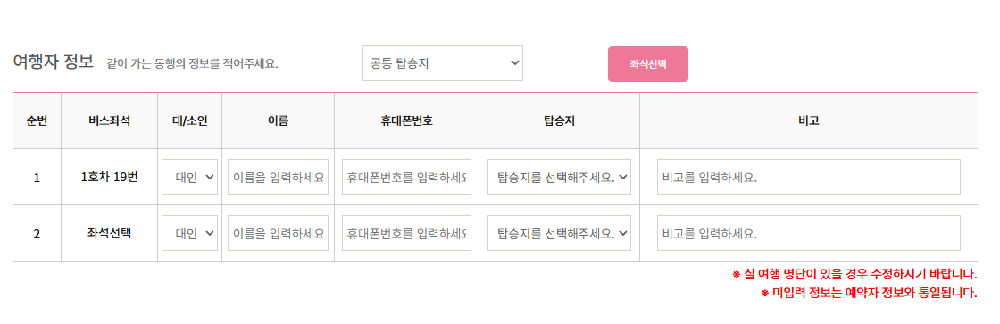 여행자 정보 같이 가는 동행의 정보를 적어주세요. 공통 탑승지 좌석선택
순번 버스좌석 대/소인 이름 휴대폰번호 탑승지 비고
1 1호차 19번 대인 이름을 입력하세요 휴대폰번호를 입력하세요 탑승지를 선택해주세요. 비고를 입력하세요.
2 좌석선택 대인 이름을 입력하세요 휴대폰번호를 입력하세요 탑승지를 선택해주세요. 비고를 입력하세요.
※ 실 여행 명단이 있을 경우 수정하시기 바랍니다.
※ 미입력 정보는 예약자 정보와 통일됩니다.